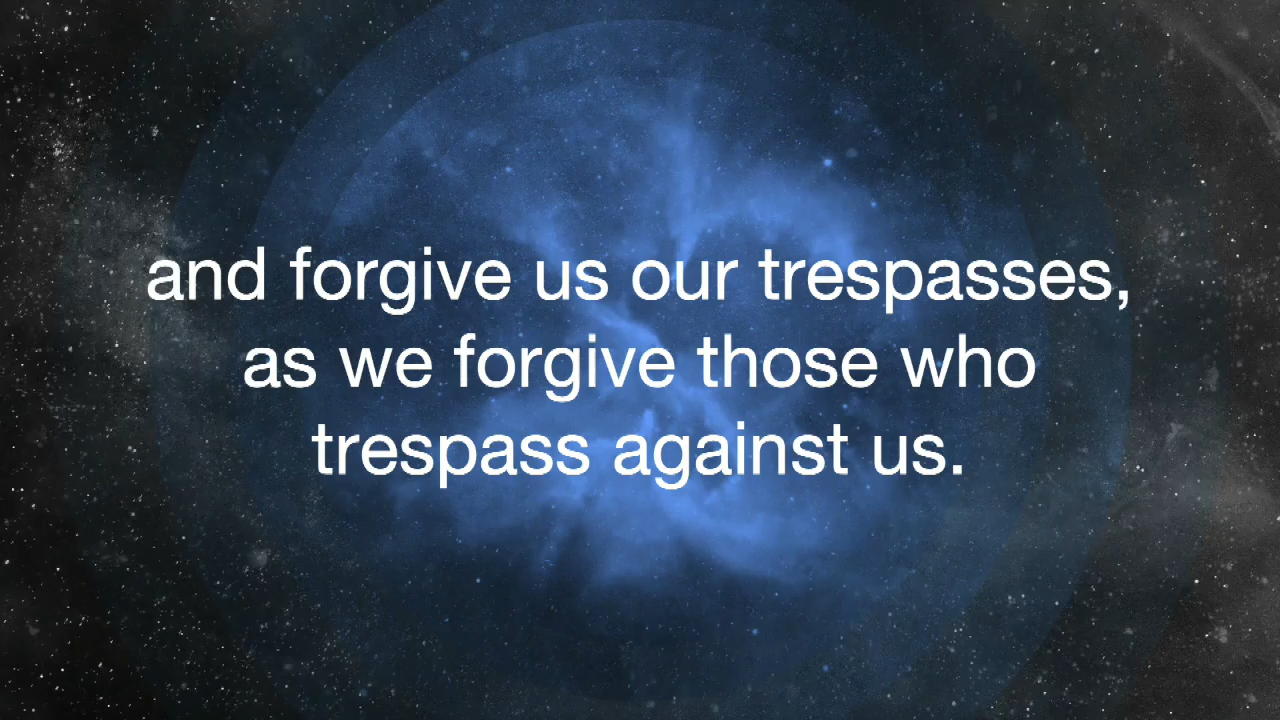 and forgive us our trespasses,
as we forgive those who
trespass against us.